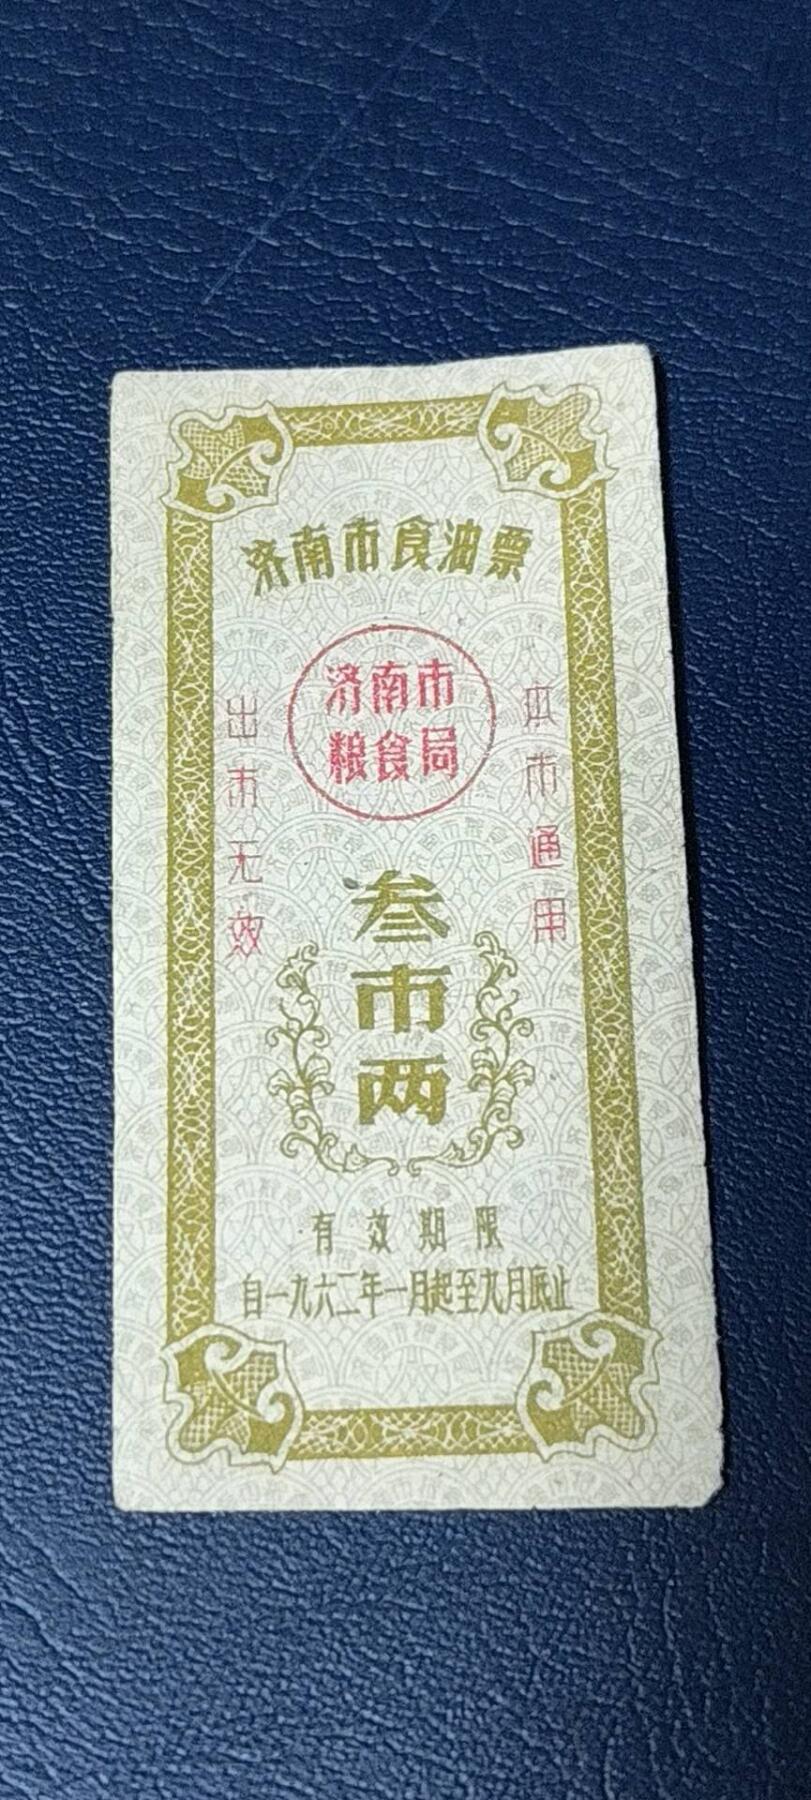 济南市食油票
济南市
粮食局
本市通用
出市无效
叁市两
有效期限
自一九六二年一月起至九月底止